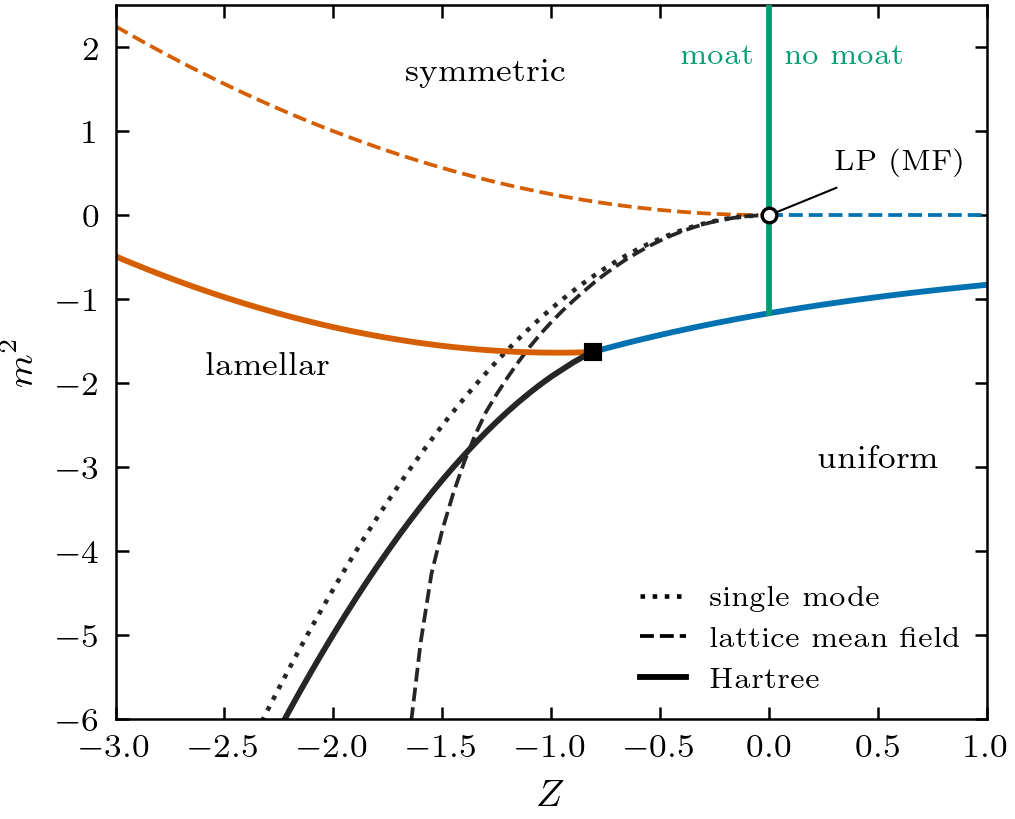 2
1
0
−1
−2
−3
−4
−5
−6
m²
moat no moat
symmetric
LP (MF)
lamellar
uniform
single mode
lattice mean field
Hartree
−3.0 −2.5 −2.0 −1.5 −1.0 −0.5 0.0 0.5 1.0
Z